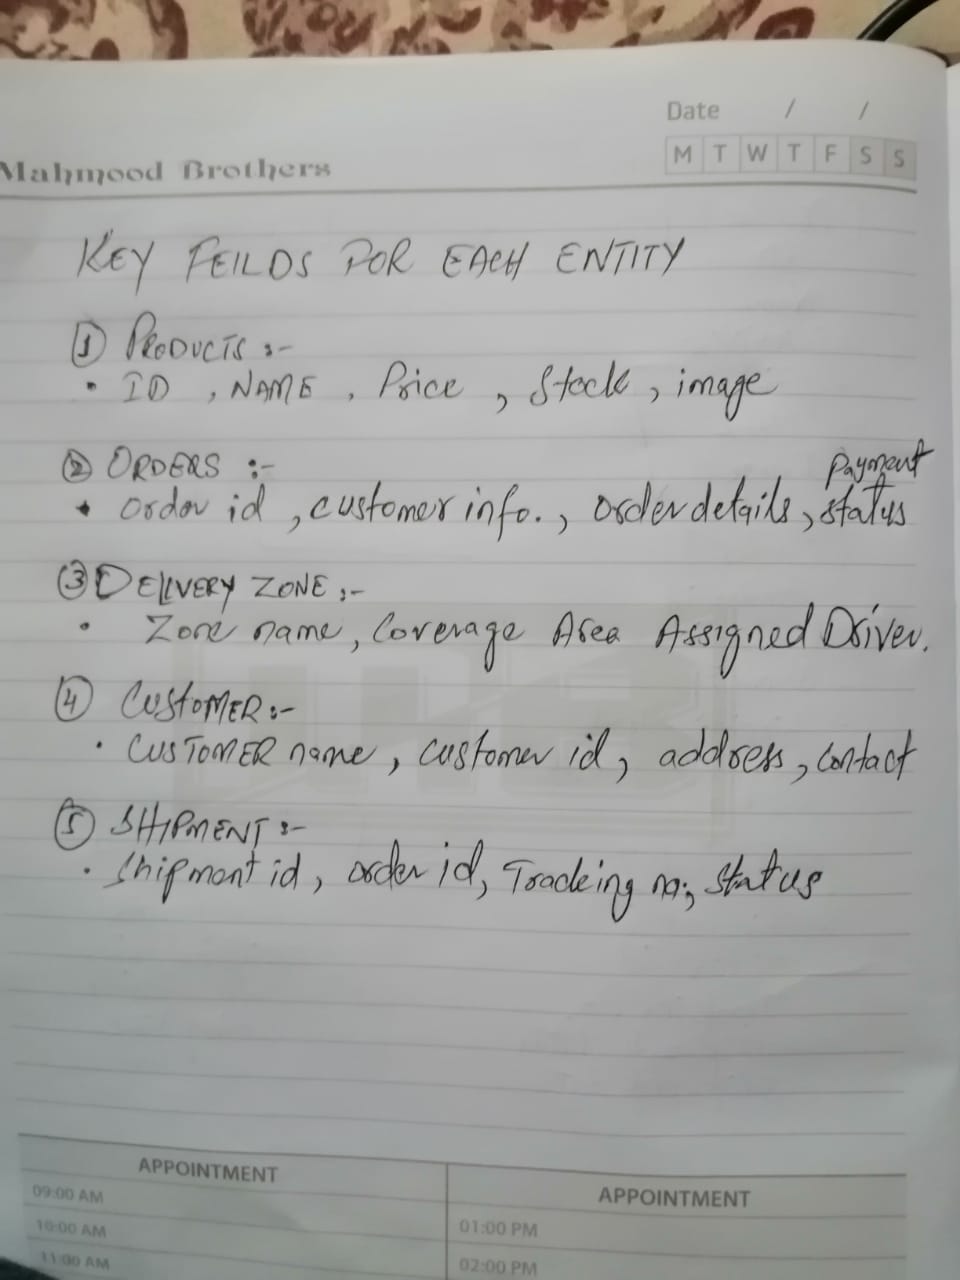 Date / /
M T W T F S S
Mahmood Brothers
KEY FEILDS FOR EACH ENTITY
① PRODUCTS :-
• ID , NAME , Price , Stock , image
② ORDERS :-
Payment
• Order id , customer info. , order details , status
③ DELIVERY ZONE :-
• Zone name , Coverage Area Assigned Driver.
④ CUSTOMER :-
• CUSTOMER name , customer id , address , contact
⑤ SHIPMENT :-
• Shipment id , order id , Tracking no. , Status
APPOINTMENT
APPOINTMENT
09:00 AM
10:00 AM
01:00 PM
11:00 AM
02:00 PM